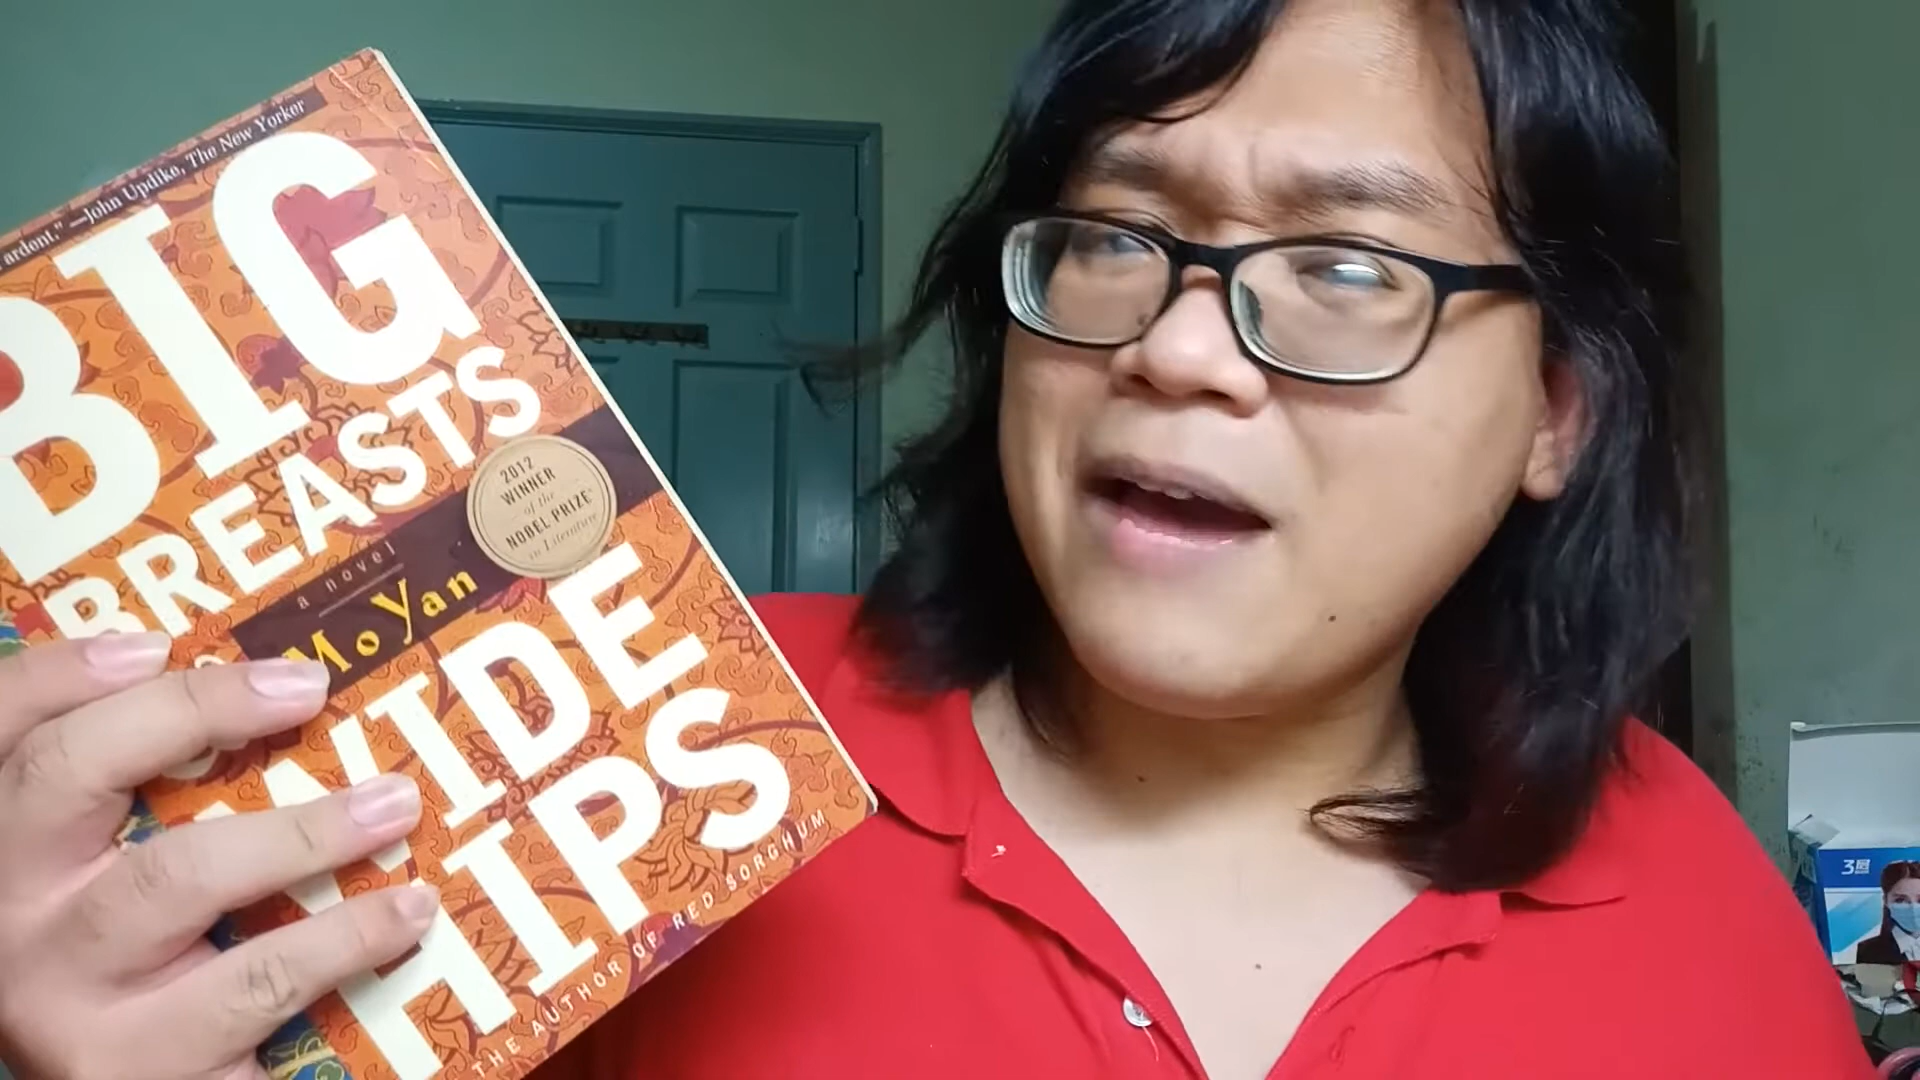 ardent." —John Updike, The New Yorker
BIG
BREASTS
2012
WINNER
of the
NOBEL PRIZE®
in Literature
a novel
Mo Yan
WIDE
HIPS
THE AUTHOR OF RED SORGHUM
3层